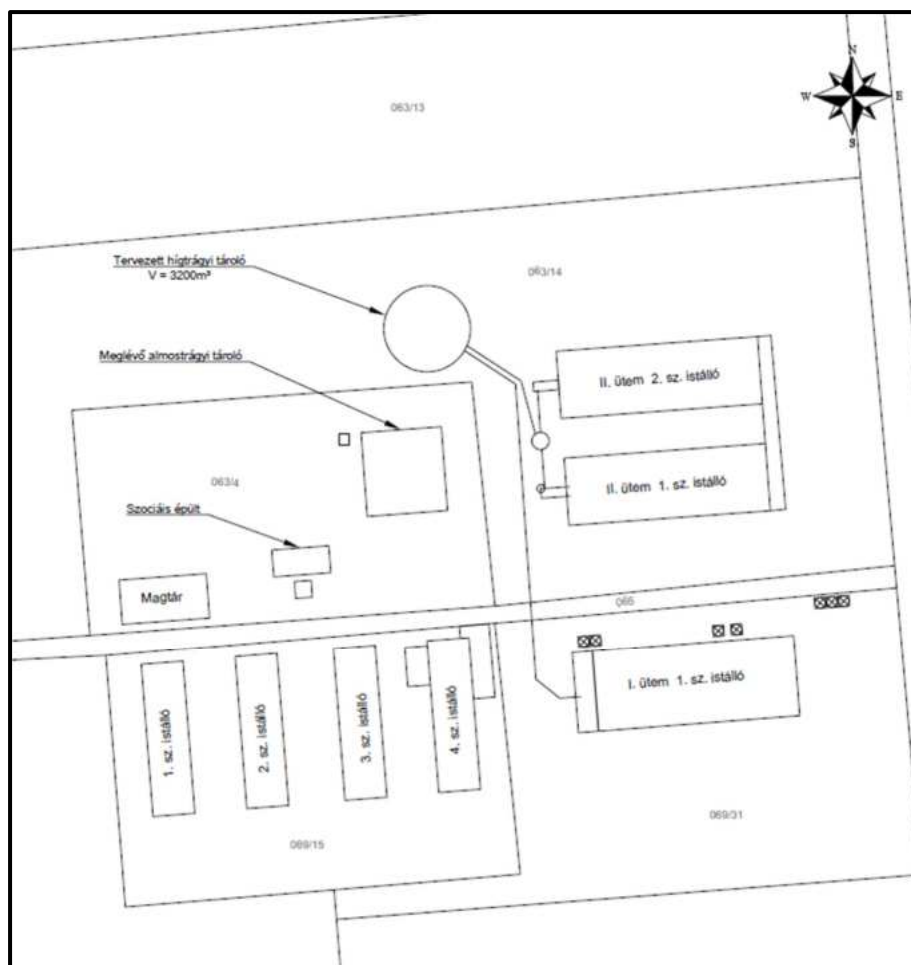 063/13
N
W
E
S
Tervezett hígtrágyi tároló
V = 3200m³
063/14
Meglévő almostrágyi tároló
II. ütem 2. sz. istálló
063/4
II. ütem 1. sz. istálló
Szociáis épült
Magtár
065
1. sz. istálló
2. sz. istálló
3. sz. istálló
4. sz. istálló
I. ütem 1. sz. istálló
069/15
069/31